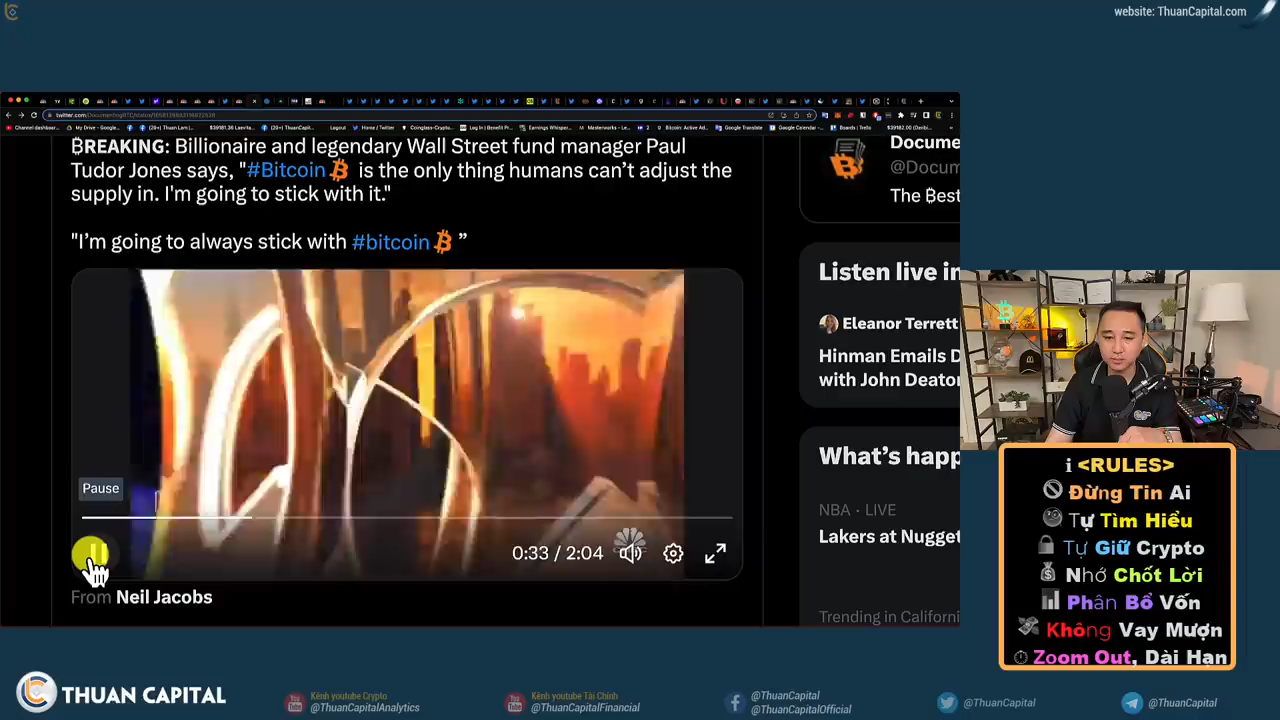 website: ThuanCapital.com
₿REAKING: Billionaire and legendary Wall Street fund manager Paul
Tudor Jones says, "#Bitcoin is the only thing humans can't adjust the
supply in. I'm going to stick with it."
"I'm going to always stick with #bitcoin ”
Pause
0:33 / 2:04
From Neil Jacobs
Docume
@Docum
The ₿est
Listen live in
Eleanor Terrett
Hinman Emails D
with John Deaton
What's happ
NBA · LIVE
Lakers at Nugget
Trending in Californi
i <RULES>
Đừng Tin Ai
Tự Tìm Hiểu
Tự Giữ Crypto
Nhớ Chốt Lời
Phân Bổ Vốn
Không Vay Mượn
Zoom Out, Dài Hạn
THUAN CAPITAL
Kênh youtube Crypto
@ThuanCapitalAnalytics
Kênh youtube Tài Chính
@ThuanCapitalFinancial
@ThuanCapital
@ThuanCapitalOfficial
@ThuanCapital
@ThuanCapital